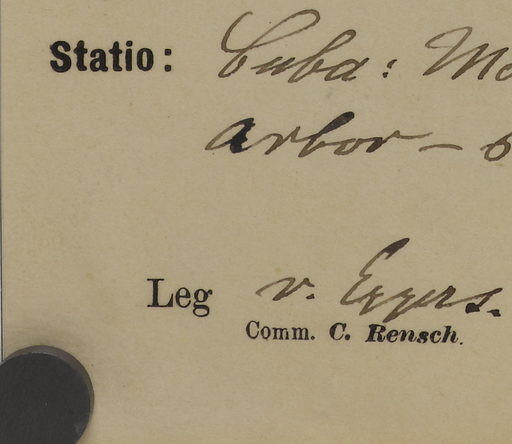 Statio: Cuba:
arbor –
Leg v. Eggers.
Comm. C. Rensch.